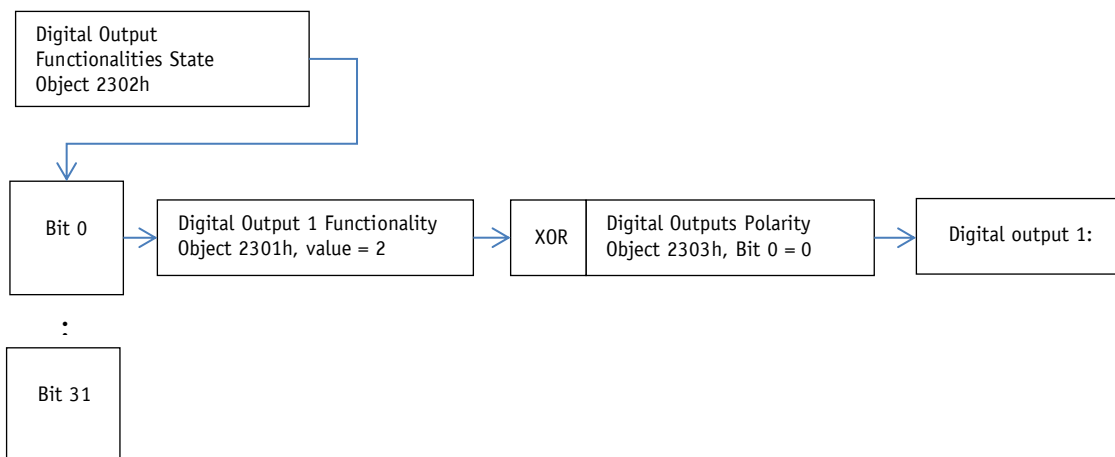 Digital Output
Functionalities State
Object 2302h
Bit 0
Digital Output 1 Functionality
Object 2301h, value = 2
XOR
Digital Outputs Polarity
Object 2303h, Bit 0 = 0
Digital output 1:
:
Bit 31